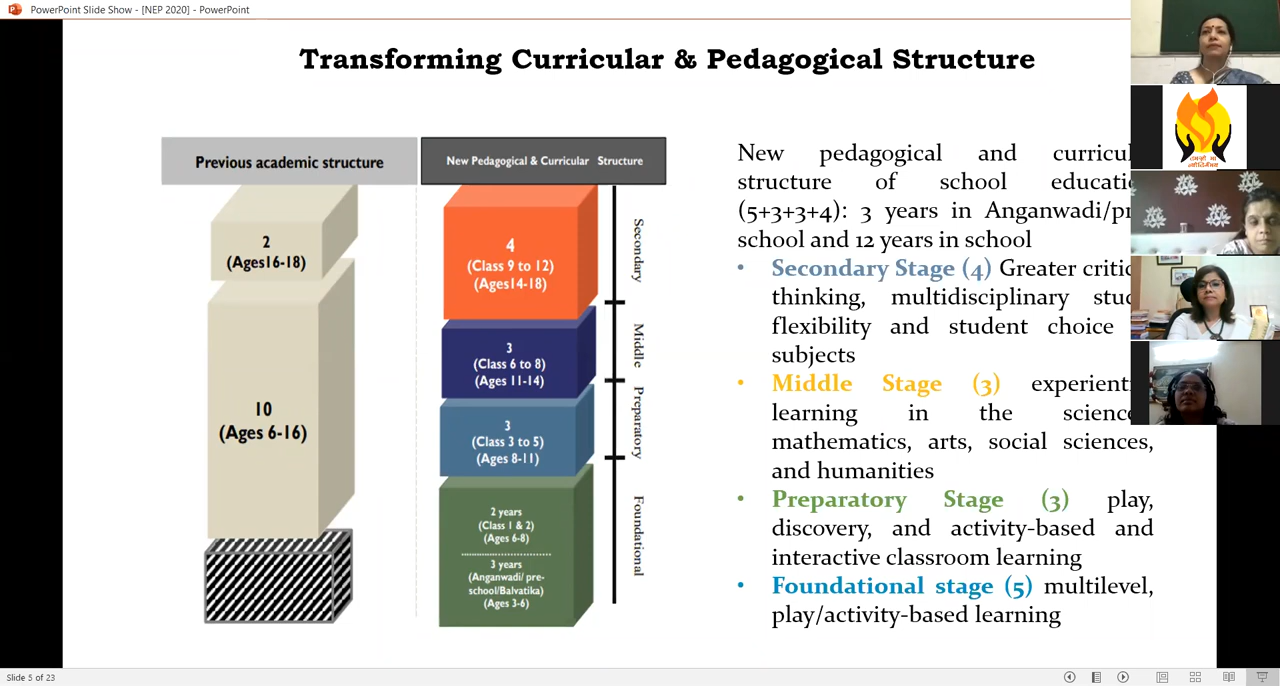 PowerPoint Slide Show - [NEP 2020] - PowerPoint
Transforming Curricular & Pedagogical Structure
Previous academic structure
New Pedagogical & Curricular Structure
2
(Ages16-18)
10
(Ages 6-16)
4
(Class 9 to 12)
(Ages14-18)
3
(Class 6 to 8)
(Ages 11-14)
3
(Class 3 to 5)
(Ages 8-11)
2 years
(Class 1 & 2)
(Ages 6-8)
3 years
(Anganwadi/ pre-
school/Balvatika)
(Ages 3-6)
Secondary
Middle
Preparatory
Foundational
New pedagogical and curricul
structure of school educati
(5+3+3+4): 3 years in Anganwadi/pr
school and 12 years in school
• Secondary Stage (4) Greater critic
thinking, multidisciplinary stud
flexibility and student choice
subjects
• Middle Stage (3) experienti
learning in the science
mathematics, arts, social sciences,
and humanities
• Preparatory Stage (3) play,
discovery, and activity-based and
interactive classroom learning
• Foundational stage (5) multilevel,
play/activity-based learning
तमसो मा
ज्योतिर्गमय
Slide 5 of 23